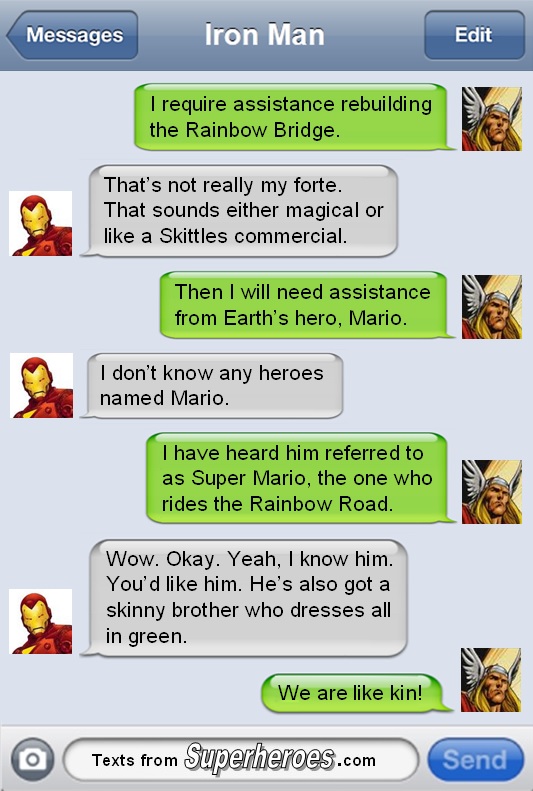 Messages
Iron Man
Edit
I require assistance rebuilding
the Rainbow Bridge.
That's not really my forte.
That sounds either magical or
like a Skittles commercial.
Then I will need assistance
from Earth's hero, Mario.
I don't know any heroes
named Mario.
I have heard him referred to
as Super Mario, the one who
rides the Rainbow Road.
Wow. Okay. Yeah, I know him.
You'd like him. He's also got a
skinny brother who dresses all
in green.
We are like kin!
Texts from Superheroes.com
Send